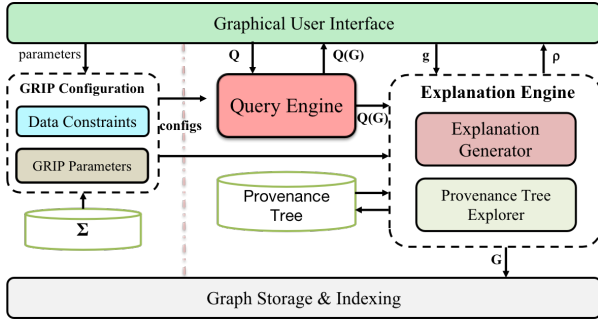 Graphical User Interface
parameters
Q
Q(G)
g
ρ
GRIP Configuration
Data Constraints
GRIP Parameters
configs
Query Engine
Q(G)
Explanation Engine
Explanation
Generator
Provenance Tree
Explorer
Provenance
Tree
Σ
G
Graph Storage & Indexing